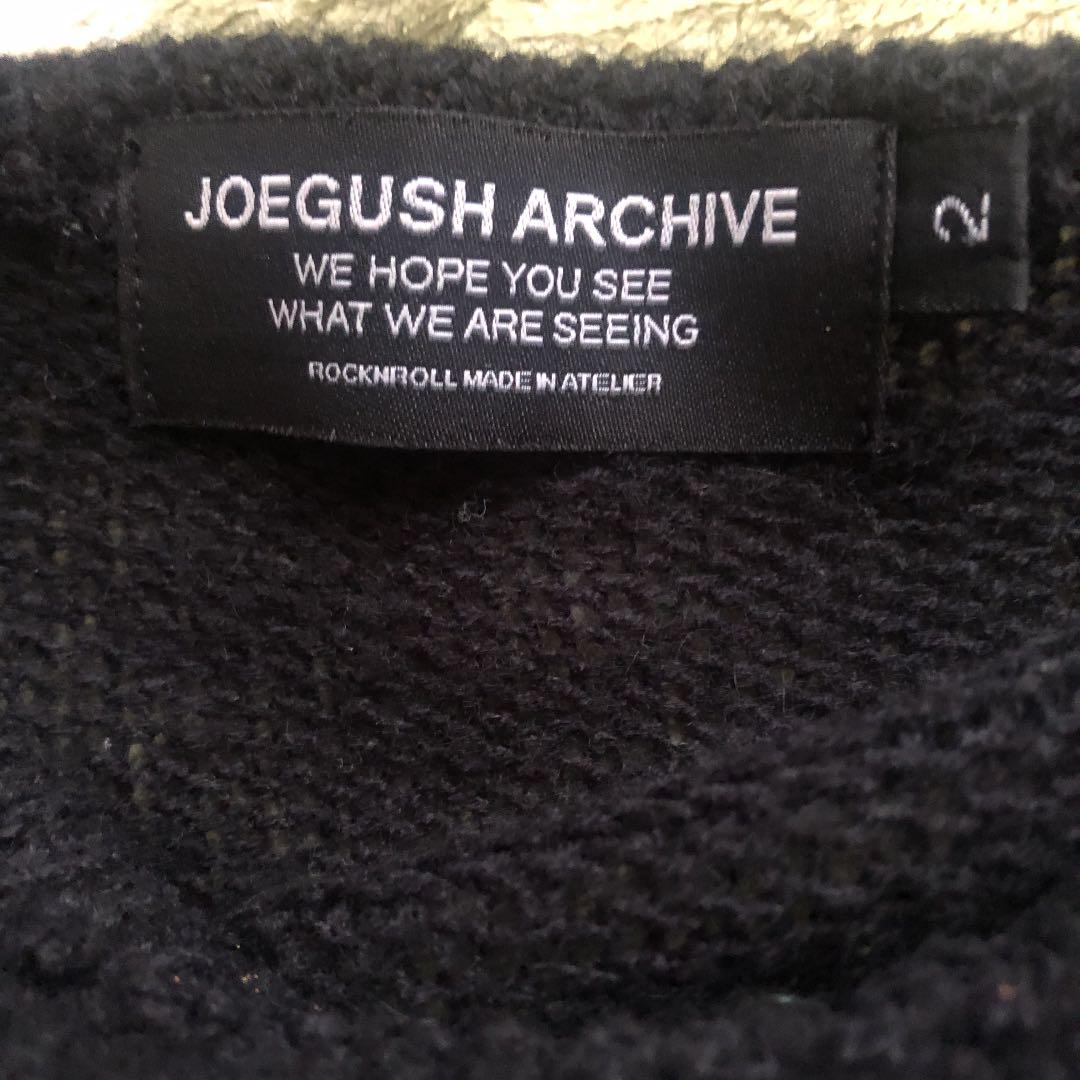 JOEGUSH ARCHIVE
WE HOPE YOU SEE
WHAT WE ARE SEEING
ROCKNROLL MADE IN ATELIER
2